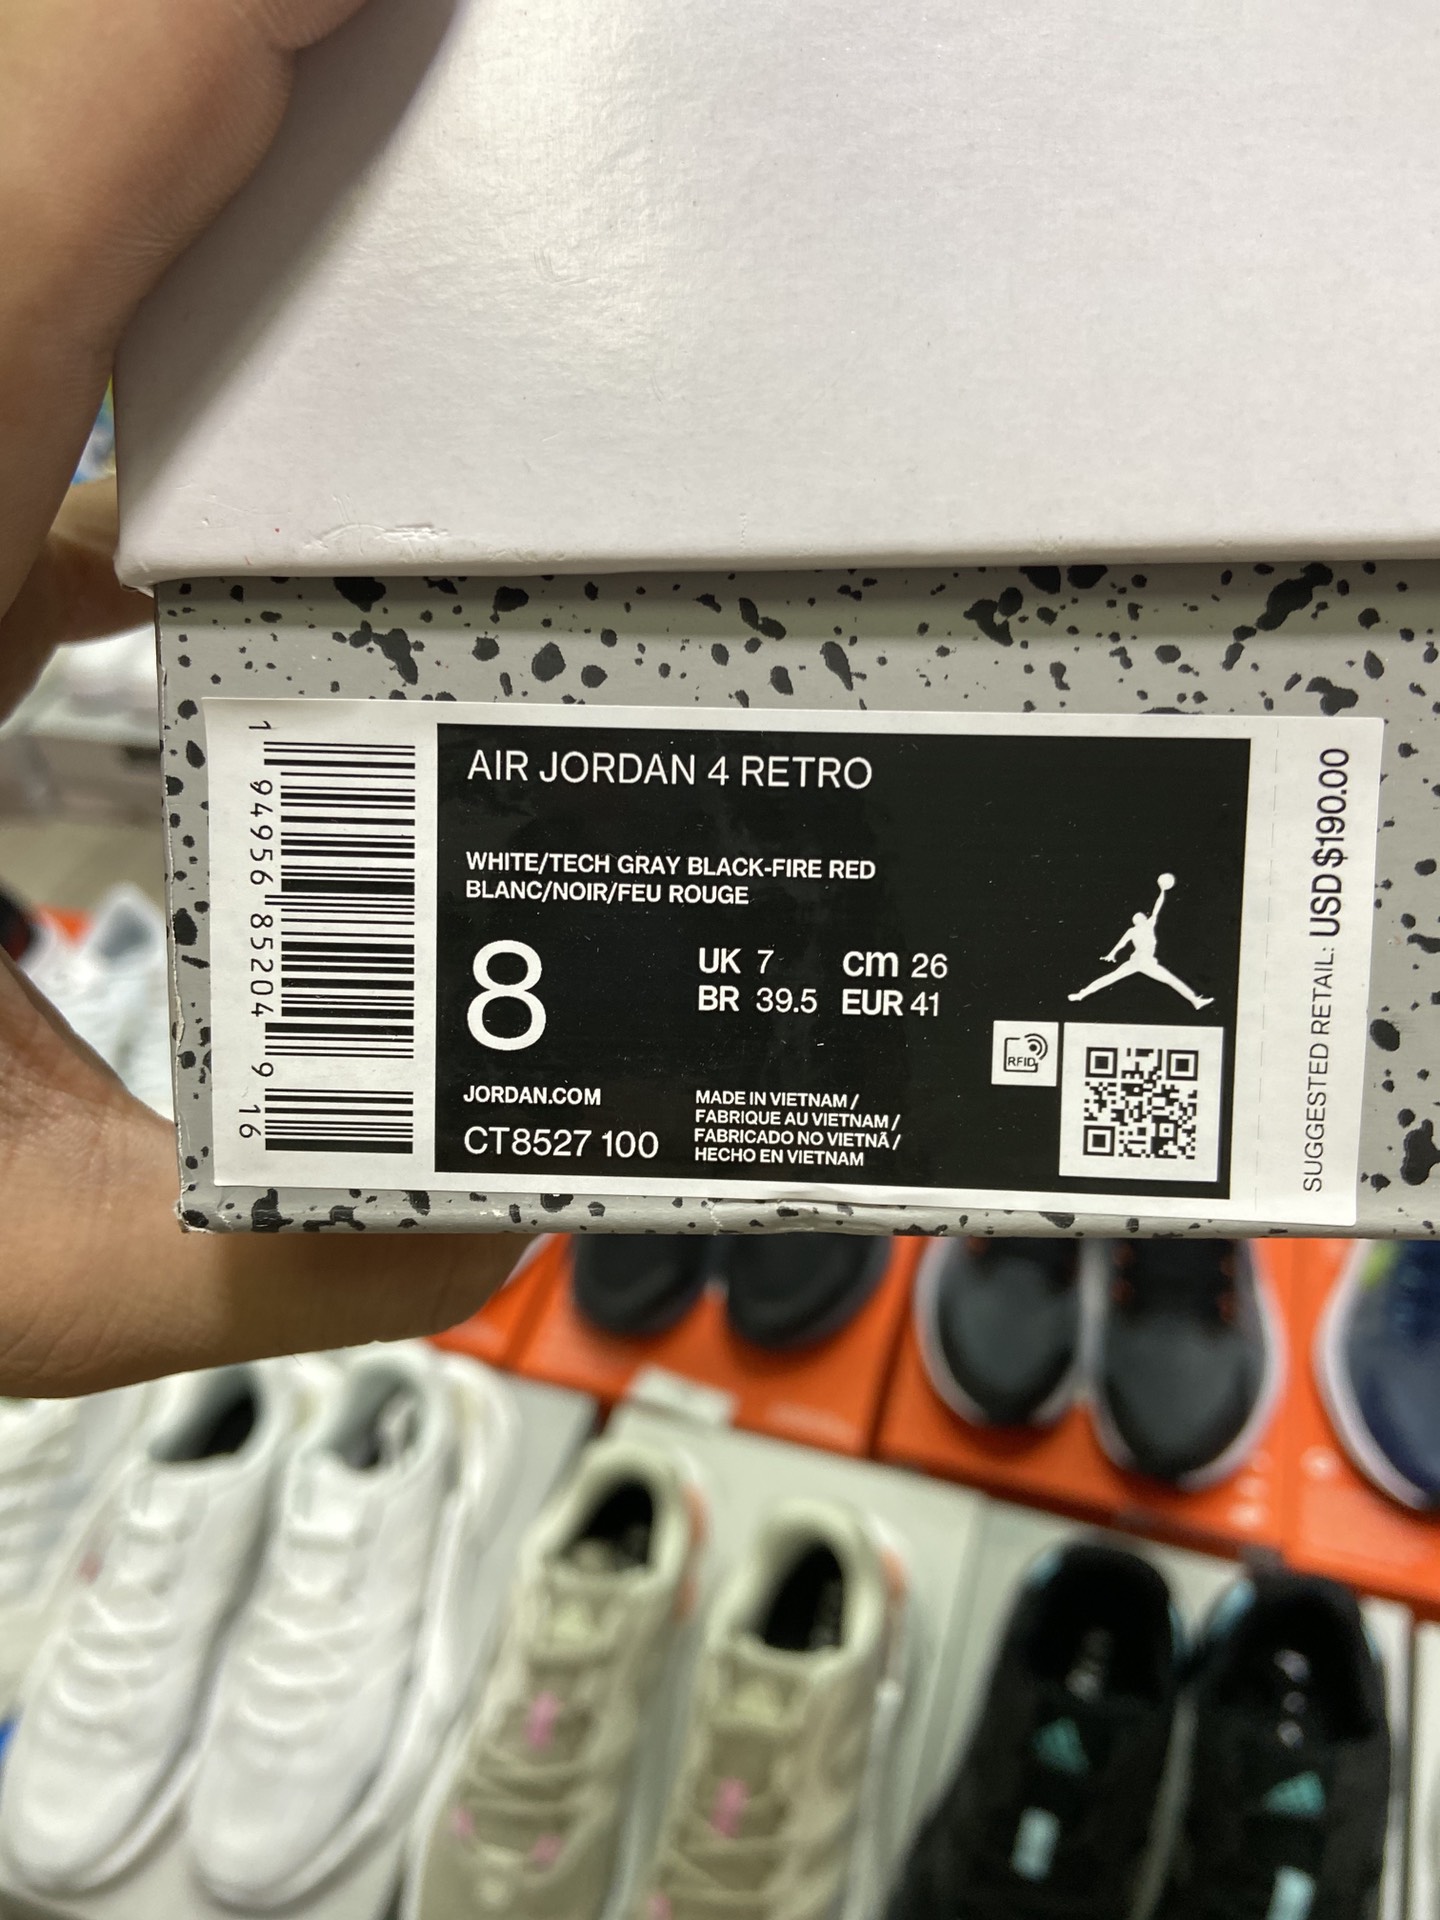 AIR JORDAN 4 RETRO
WHITE/TECH GRAY BLACK-FIRE RED
BLANC/NOIR/FEU ROUGE
8
UK 7 cm 26
BR 39.5 EUR 41
JORDAN.COM
CT8527 100
MADE IN VIETNAM /
FABRIQUE AU VIETNAM /
FABRICADO NO VIETNÃ /
HECHO EN VIETNAM
RFID
1 94956 85204 9 16
SUGGESTED RETAIL: USD$190.00